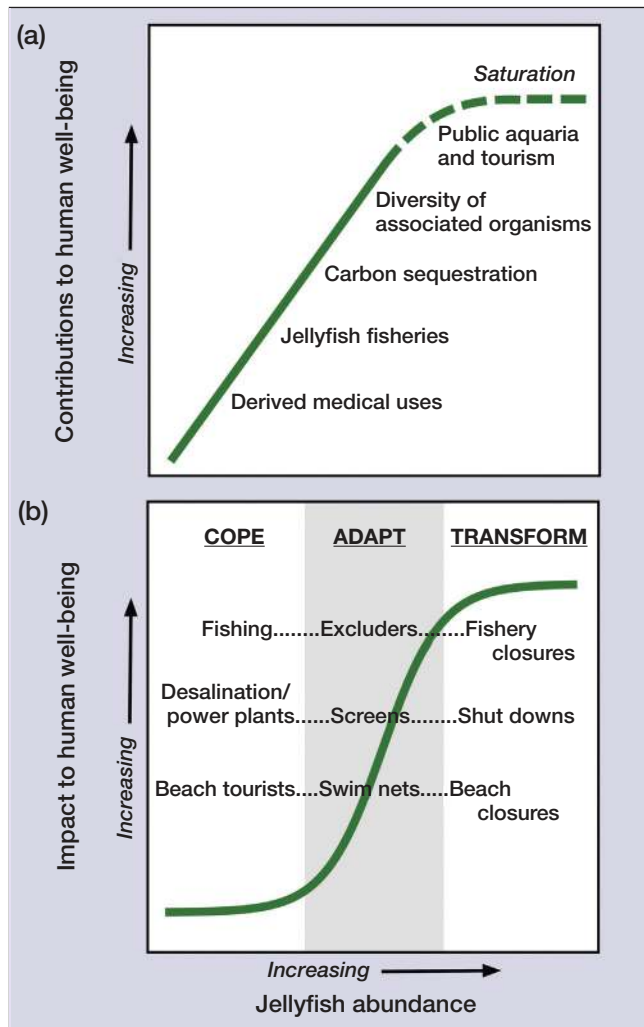 (a)
Contributions to human well-being
Increasing
Saturation
Public aquaria
and tourism
Diversity of
associated organisms
Carbon sequestration
Jellyfish fisheries
Derived medical uses
(b)
Impact to human well-being
Increasing
COPE ADAPT TRANSFORM
Fishing........Excluders........Fishery
closures
Desalination/
power plants......Screens........Shut downs
Beach tourists....Swim nets.....Beach
closures
Increasing
Jellyfish abundance